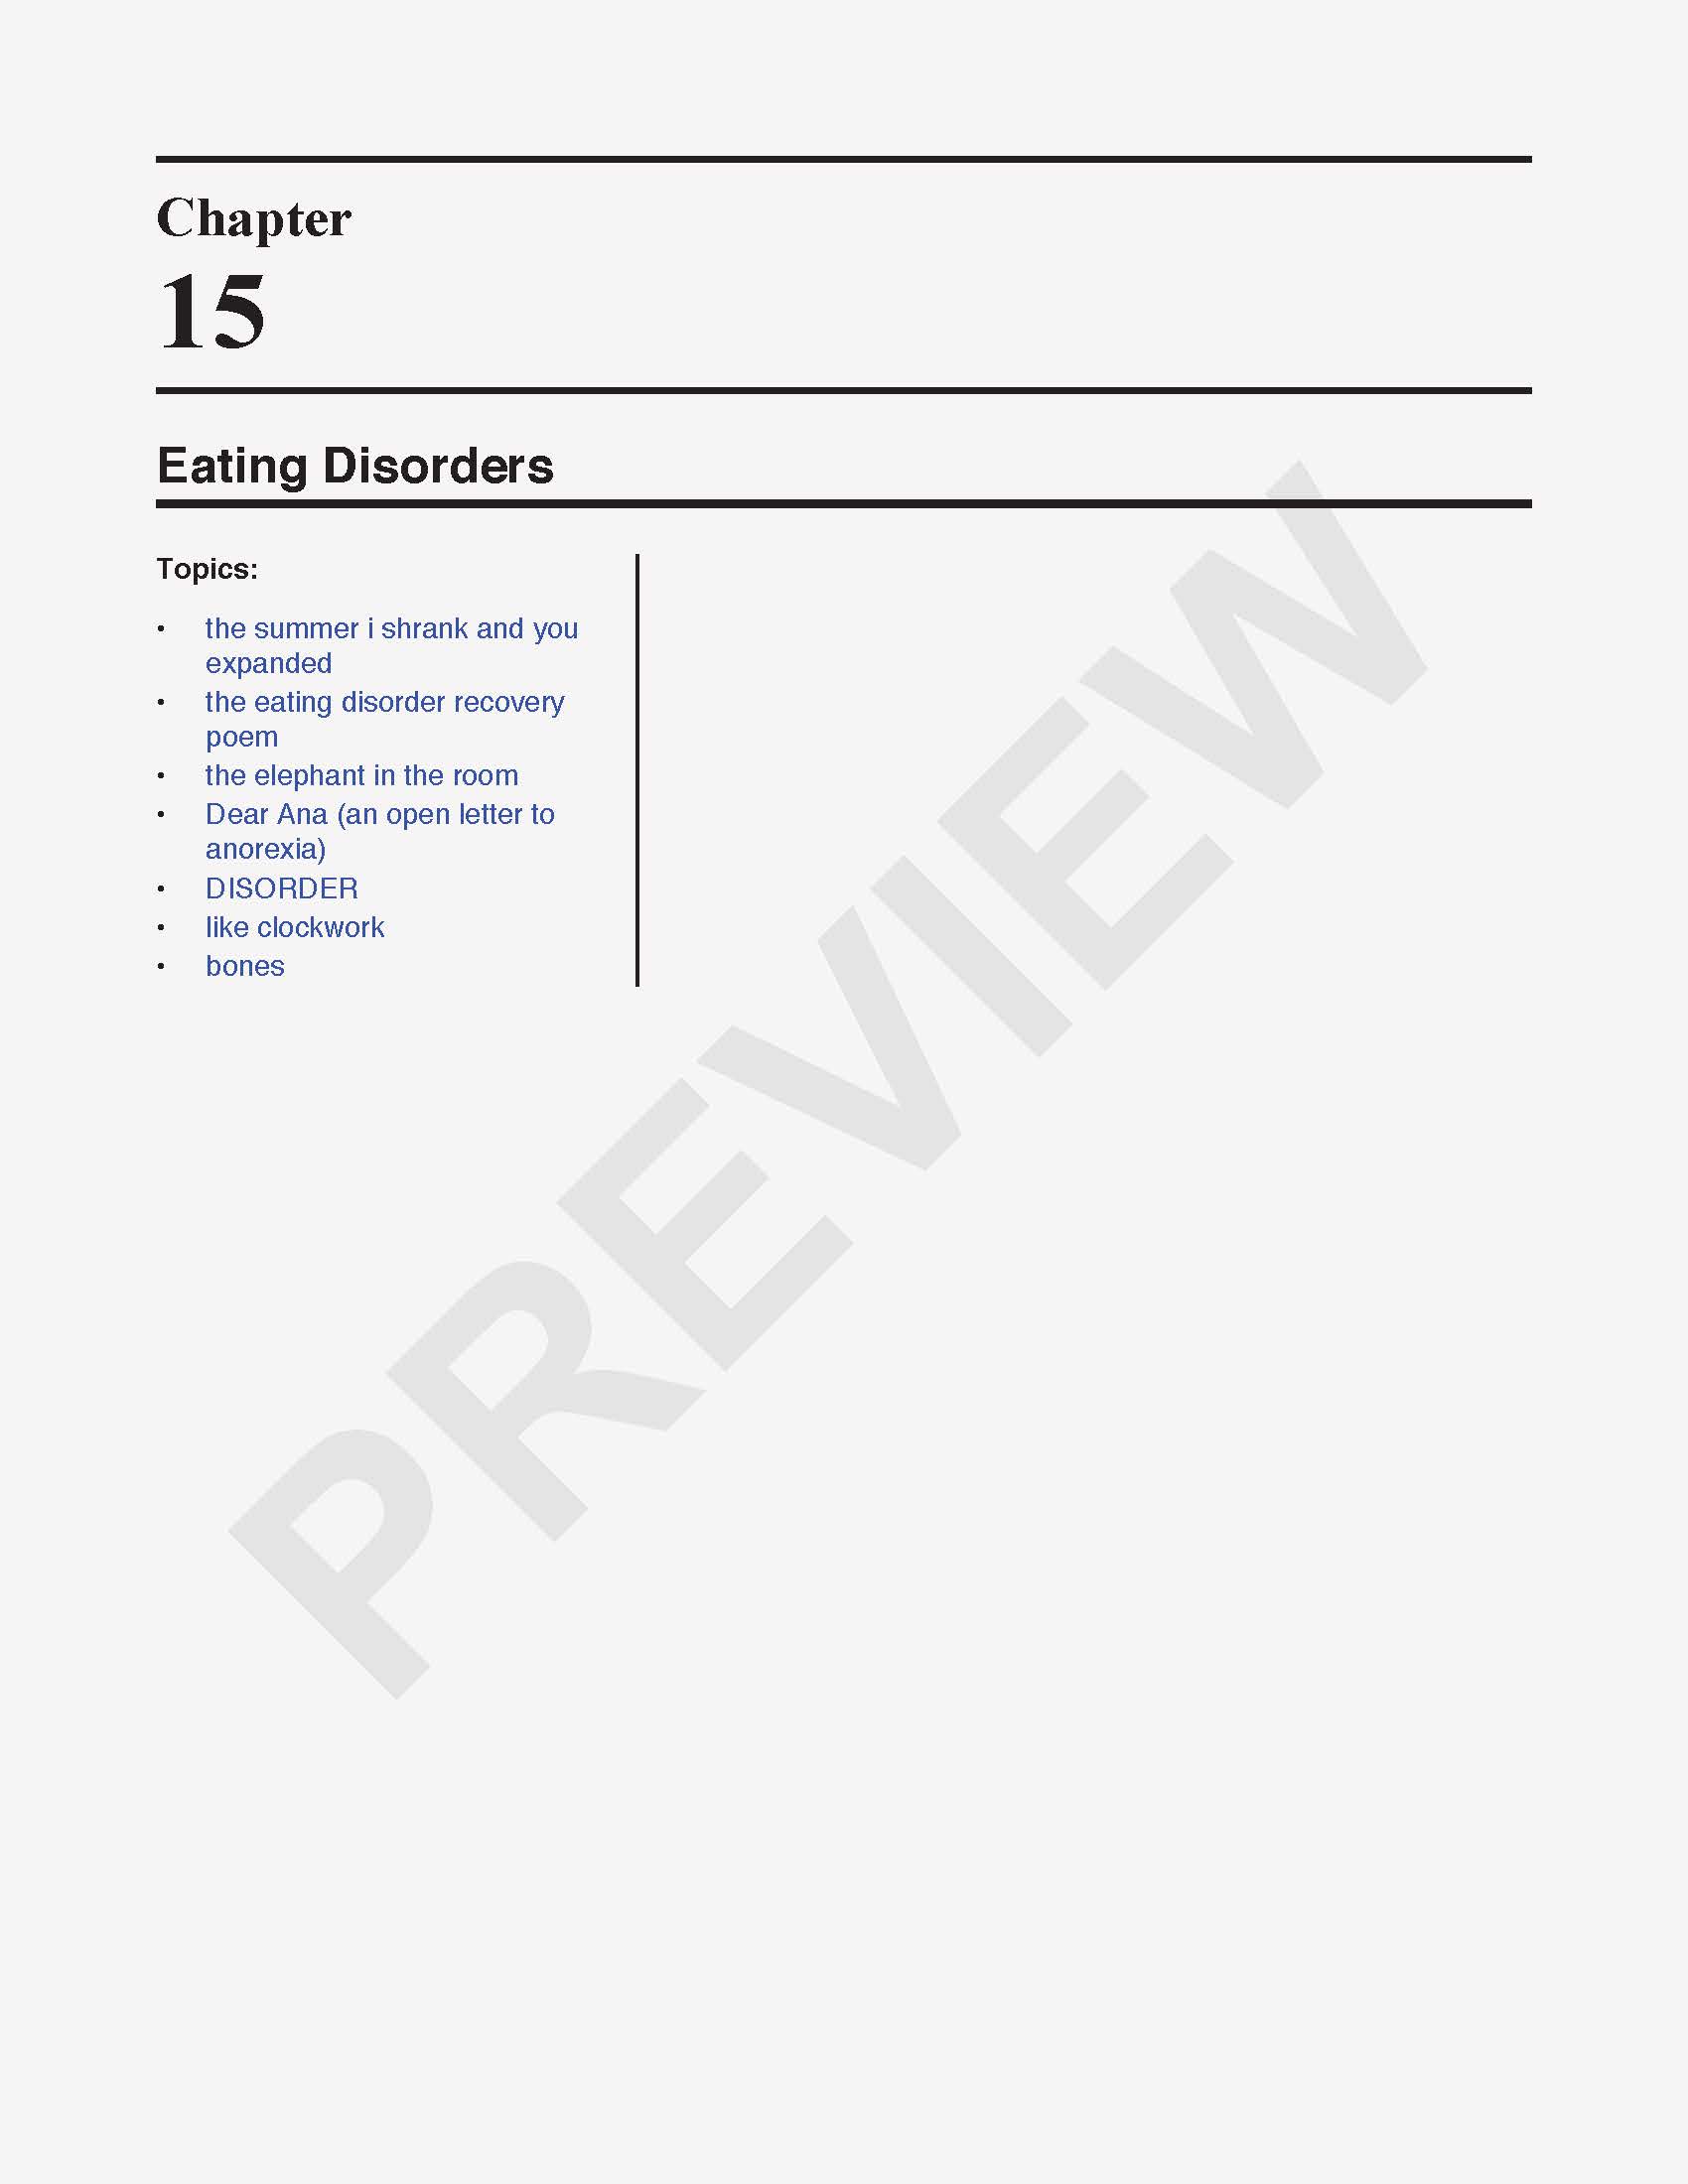 Chapter
15
Eating Disorders
Topics:
• the summer i shrank and you
expanded
• the eating disorder recovery
poem
• the elephant in the room
• Dear Ana (an open letter to
anorexia)
• DISORDER
• like clockwork
• bones
PREVIEW